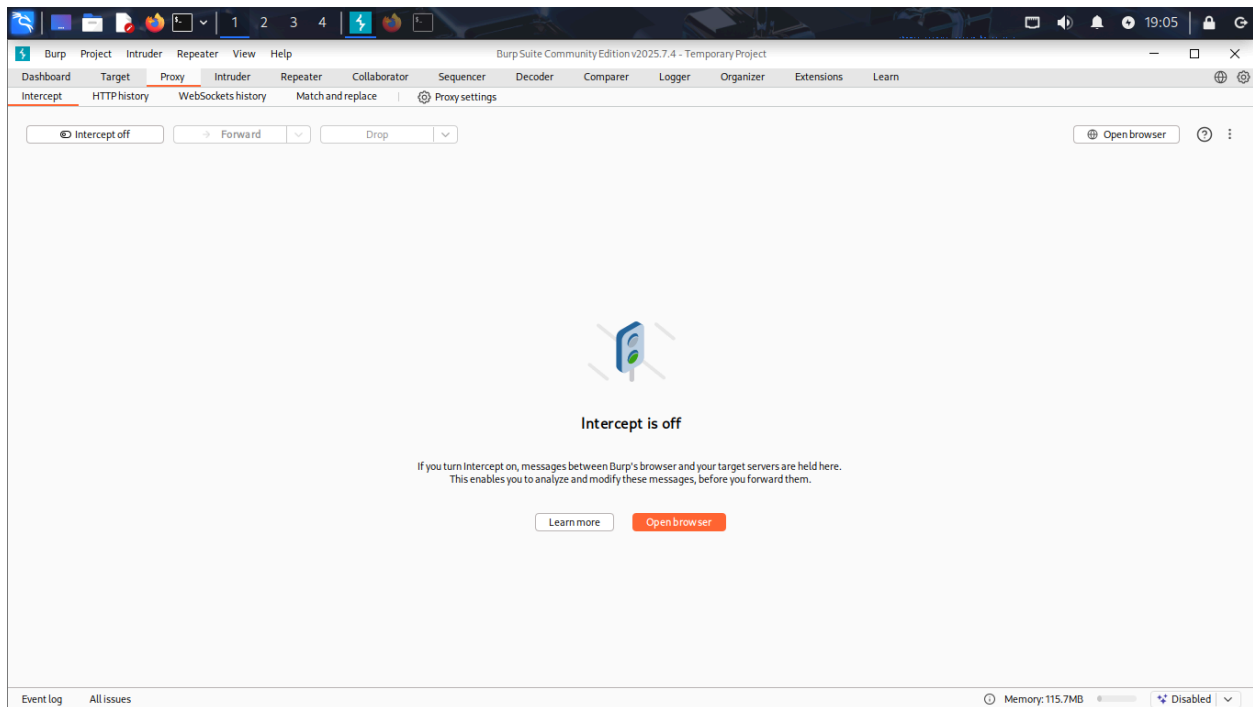 1 2 3 4 19:05
Burp Project Intruder Repeater View Help Burp Suite Community Edition v2025.7.4 - Temporary Project
Dashboard Target Proxy Intruder Repeater Collaborator Sequencer Decoder Comparer Logger Organizer Extensions Learn
Intercept HTTP history WebSockets history Match and replace Proxy settings
Intercept off Forward Drop Open browser
Intercept is off
If you turn Intercept on, messages between Burp's browser and your target servers are held here.
This enables you to analyze and modify these messages, before you forward them.
Learn more Open browser
Event log All issues Memory: 115.7MB Disabled